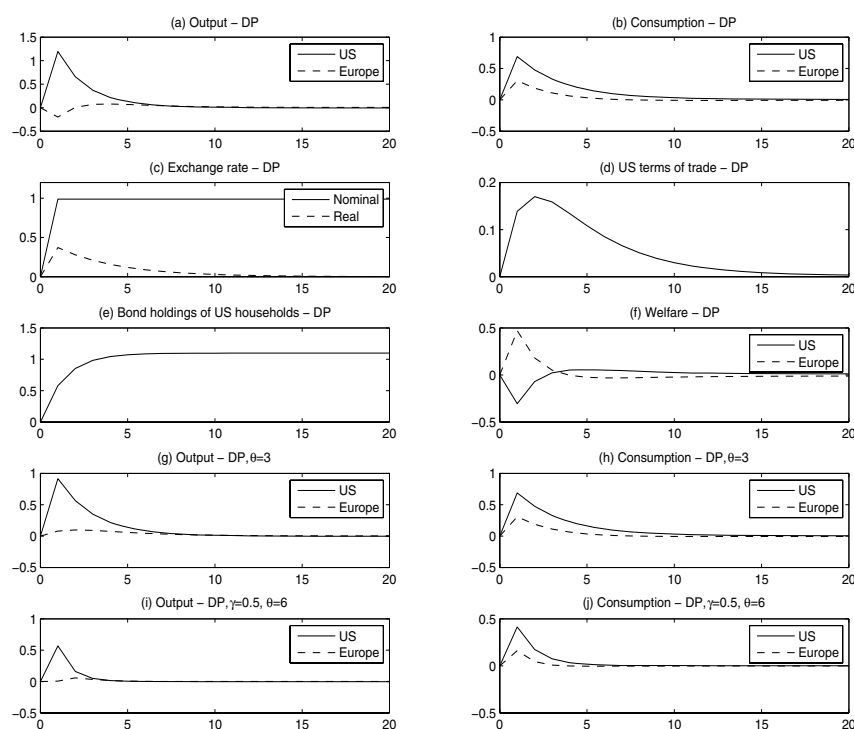 (a) Output − DP
1.5
1
0.5
0
−0.5
0 5 10 15 20
US
Europe
(b) Consumption − DP
1
0.5
0
−0.5
0 5 10 15 20
US
Europe
(c) Exchange rate − DP
1
0.5
0
0 5 10 15 20
Nominal
Real
(d) US terms of trade − DP
0.2
0.1
0
0 5 10 15 20
(e) Bond holdings of US households − DP
1.5
1
0.5
0
0 5 10 15 20
(f) Welfare − DP
0.5
0
−0.5
0 5 10 15 20
US
Europe
(g) Output − DP, θ=3
1
0.5
0
−0.5
0 5 10 15 20
US
Europe
(h) Consumption − DP, θ=3
1
0.5
0
−0.5
0 5 10 15 20
US
Europe
(i) Output − DP, γ=0.5, θ=6
1
0.5
0
−0.5
0 5 10 15 20
US
Europe
(j) Consumption − DP, γ=0.5, θ=6
0.5
0
−0.5
0 5 10 15 20
US
Europe